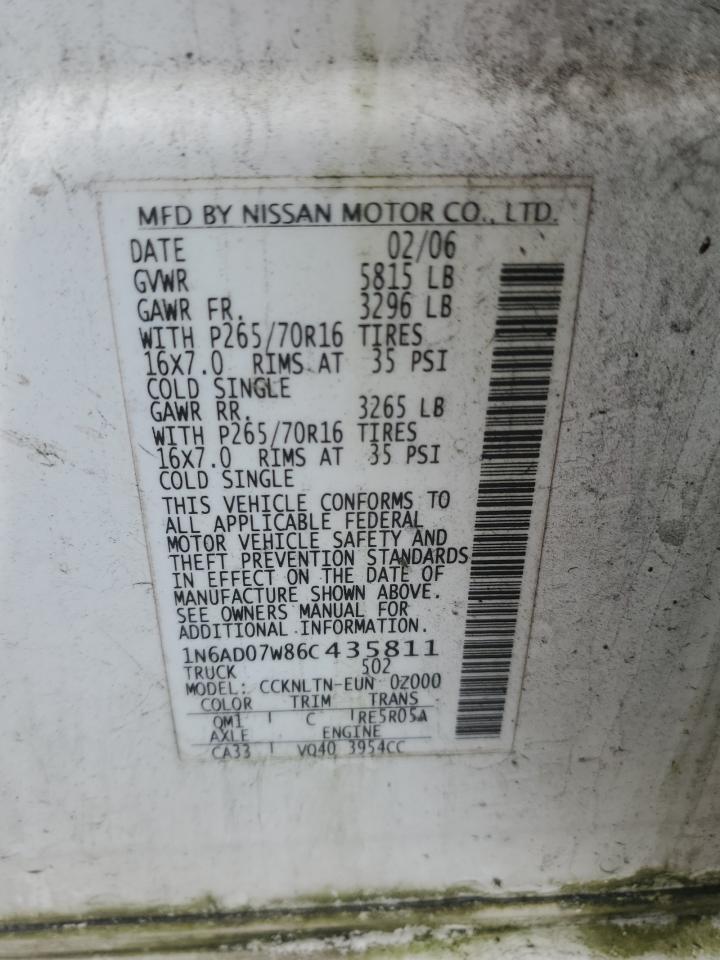 MFD BY NISSAN MOTOR CO., LTD.
DATE 02/06
GVWR 5815 LB
GAWR FR. 3296 LB
WITH P265/70R16 TIRES
16X7.0 RIMS AT 35 PSI
COLD SINGLE
GAWR RR. 3265 LB
WITH P265/70R16 TIRES
16X7.0 RIMS AT 35 PSI
COLD SINGLE
THIS VEHICLE CONFORMS TO
ALL APPLICABLE FEDERAL
MOTOR VEHICLE SAFETY AND
THEFT PREVENTION STANDARDS
IN EFFECT ON THE DATE OF
MANUFACTURE SHOWN ABOVE.
SEE OWNERS MANUAL FOR
ADDITIONAL INFORMATION.
1N6AD07W86C435811
TRUCK 502
MODEL: CCKNLTN-EUN 0Z000
COLOR TRIM TRANS
QM1 C RE5R05A
AXLE ENGINE
CA33 VQ40 3954CC